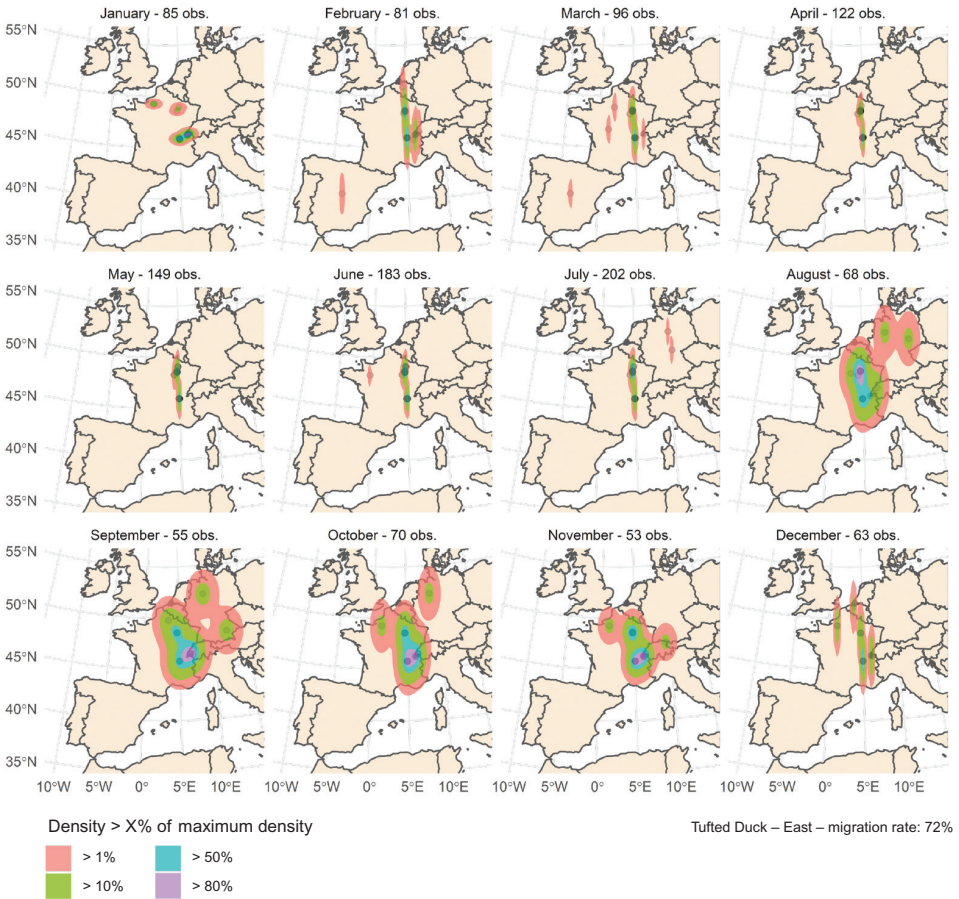 January - 85 obs. February - 81 obs. March - 96 obs. April - 122 obs.
55°N
50°N
45°N
40°N
35°N
May - 149 obs. June - 183 obs. July - 202 obs. August - 68 obs.
55°N
50°N
45°N
40°N
35°N
September - 55 obs. October - 70 obs. November - 53 obs. December - 63 obs.
55°N
50°N
45°N
40°N
35°N
10°W 5°W 0° 5°E 10°E 10°W 5°W 0° 5°E 10°E 10°W 5°W 0° 5°E 10°E 10°W 5°W 0° 5°E 10°E
Density > X% of maximum density Tufted Duck – East – migration rate: 72%
> 1% > 50%
> 10% > 80%